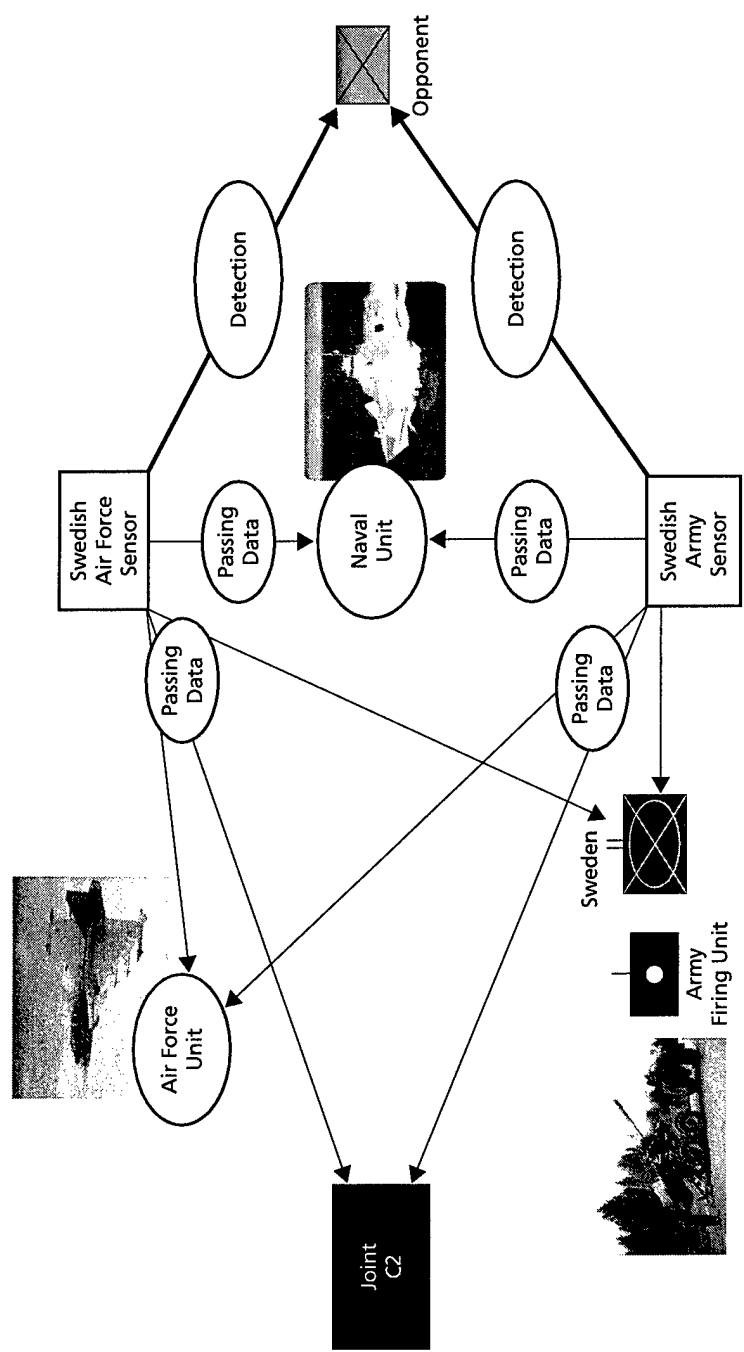 Opponent
Detection
Detection
Swedish
Air Force
Sensor
Passing
Data
Naval
Unit
Passing
Data
Swedish
Army
Sensor
Passing
Data
Passing
Data
Sweden
Air Force
Unit
Army
Firing Unit
Joint
C2